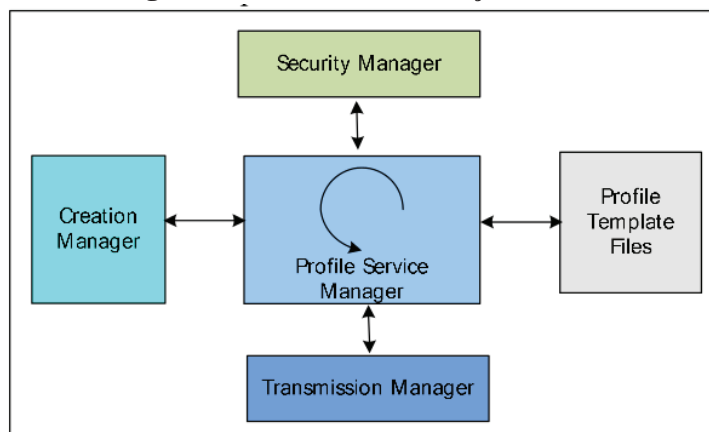 Security Manager
Creation
Manager
Profile Service
Manager
Profile
Template
Files
Transmission Manager